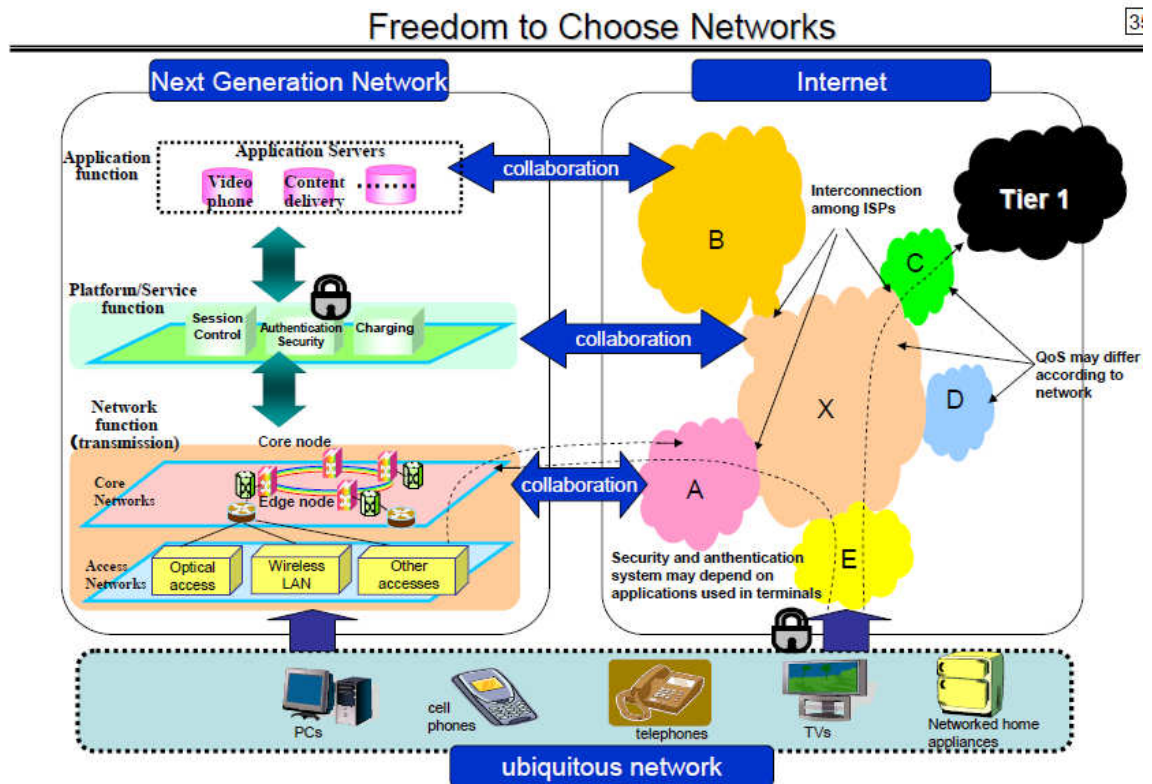 Freedom to Choose Networks
35
Next Generation Network
Internet
Application
function
Application Servers
Video
phone
Content
delivery
........
collaboration
B
Interconnection
among ISPs
Tier 1
C
Platform/Service
function
Session
Control
Authentication
Security
Charging
collaboration
X
D
QoS may differ
according to
network
Network
function
(transmission)
Core node
Core
Networks
Edge node
collaboration
A
Access
Networks
Optical
access
Wireless
LAN
Other
accesses
Security and anthentication
system may depend on
applications used in terminals
E
PCs
cell
phones
telephones
TVs
Networked home
appliances
ubiquitous network